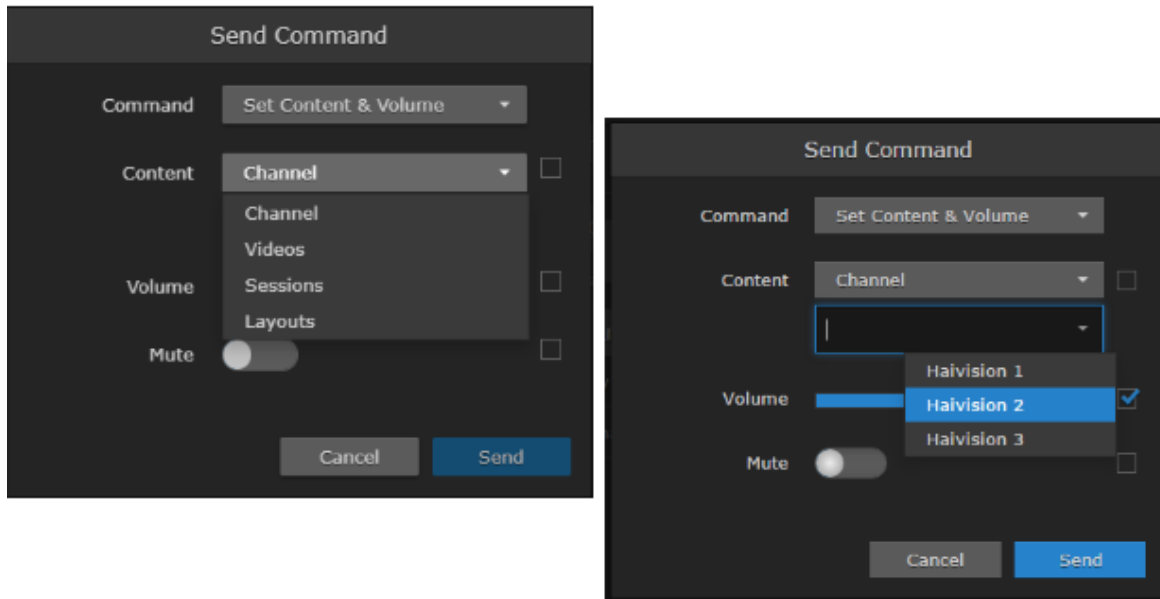 Send Command
Command Set Content & Volume
Content Channel
Channel
Videos
Volume Sessions
Layouts
Mute
Cancel Send
Send Command
Command Set Content & Volume
Content Channel
Haivision 1
Volume Haivision 2
Haivision 3
Mute
Cancel Send